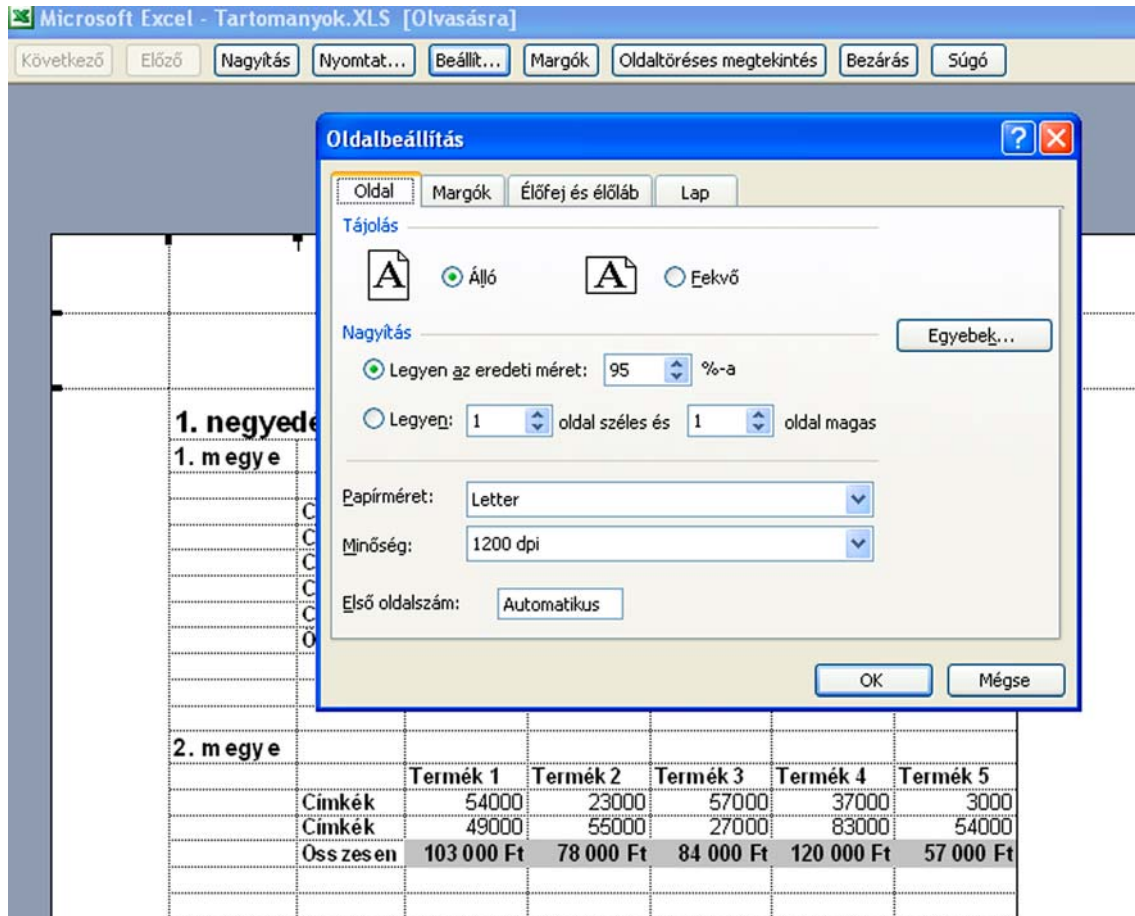 Microsoft Excel - Tartomanyok.XLS [Olvasásra]
Következő Előző Nagyítás Nyomtat... Beállít... Margók Oldaltöréses megtekintés Bezárás Súgó
Oldalbeállítás
Oldal Margók Élőfej és élőláb Lap
Tájolás
A Álló A Fekvő
Nagyítás
Egyebek...
Legyen az eredeti méret: 95 %-a
Legyen: 1 oldal széles és 1 oldal magas
Papírméret: Letter
Minőség: 1200 dpi
Első oldalszám: Automatikus
OK Mégse
1. negyedé
1. megye
C
C
C
C
C
Ö
2. megye
Termék 1 Termék 2 Termék 3 Termék 4 Termék 5
Címkék 54000 23000 57000 37000 3000
Címkék 49000 55000 27000 83000 54000
Összesen 103 000 Ft 78 000 Ft 84 000 Ft 120 000 Ft 57 000 Ft